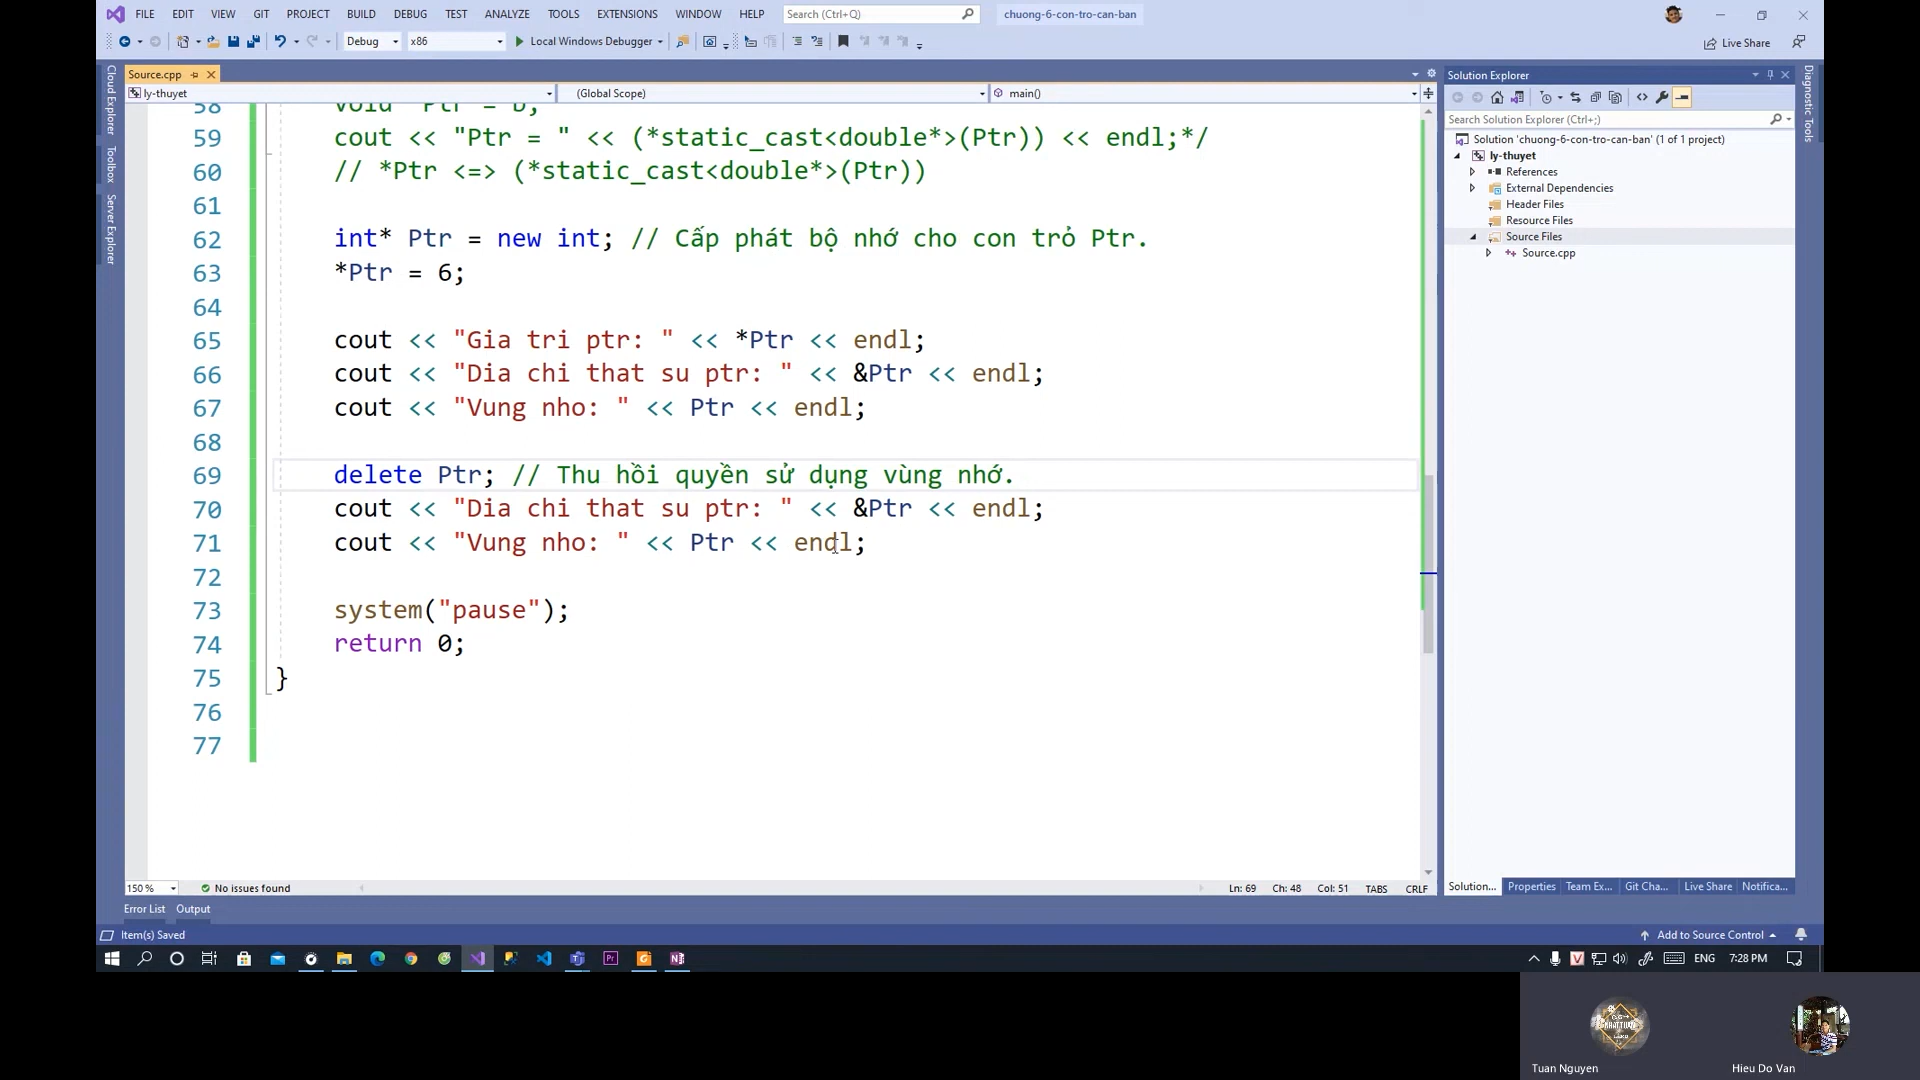 FILE EDIT VIEW GIT PROJECT BUILD DEBUG TEST ANALYZE TOOLS EXTENSIONS WINDOW HELP Search (Ctrl+Q) chuong-6-con-tro-can-ban
Debug x86 Local Windows Debugger Live Share
Source.cpp
ly-thuyet (Global Scope) main()
Cloud Explorer
Toolbox
Server Explorer
58 void *Ptr = b;
59 cout << "Ptr = " << (*static_cast<double*>(Ptr)) << endl;*/
60 // *Ptr <=> (*static_cast<double*>(Ptr))
61
62 int* Ptr = new int; // Cấp phát bộ nhớ cho con trỏ Ptr.
63 *Ptr = 6;
64
65 cout << "Gia tri ptr: " << *Ptr << endl;
66 cout << "Dia chi that su ptr: " << &Ptr << endl;
67 cout << "Vung nho: " << Ptr << endl;
68
69 delete Ptr; // Thu hồi quyền sử dụng vùng nhớ.
70 cout << "Dia chi that su ptr: " << &Ptr << endl;
71 cout << "Vung nho: " << Ptr << endl;
72
73 system("pause");
74 return 0;
75 }
76
77
150 % No issues found Ln: 69 Ch: 48 Col: 51 TABS CRLF
Error List Output
Item(s) Saved Add to Source Control
Solution Explorer
Search Solution Explorer (Ctrl+;)
Solution 'chuong-6-con-tro-can-ban' (1 of 1 project)
ly-thuyet
References
External Dependencies
Header Files
Resource Files
Source Files
Source.cpp
Solution... Properties Team Ex... Git Cha... Live Share Notifica...
Diagnostic Tools
ENG 7:28 PM
Tuan Nguyen
Hieu Do Van